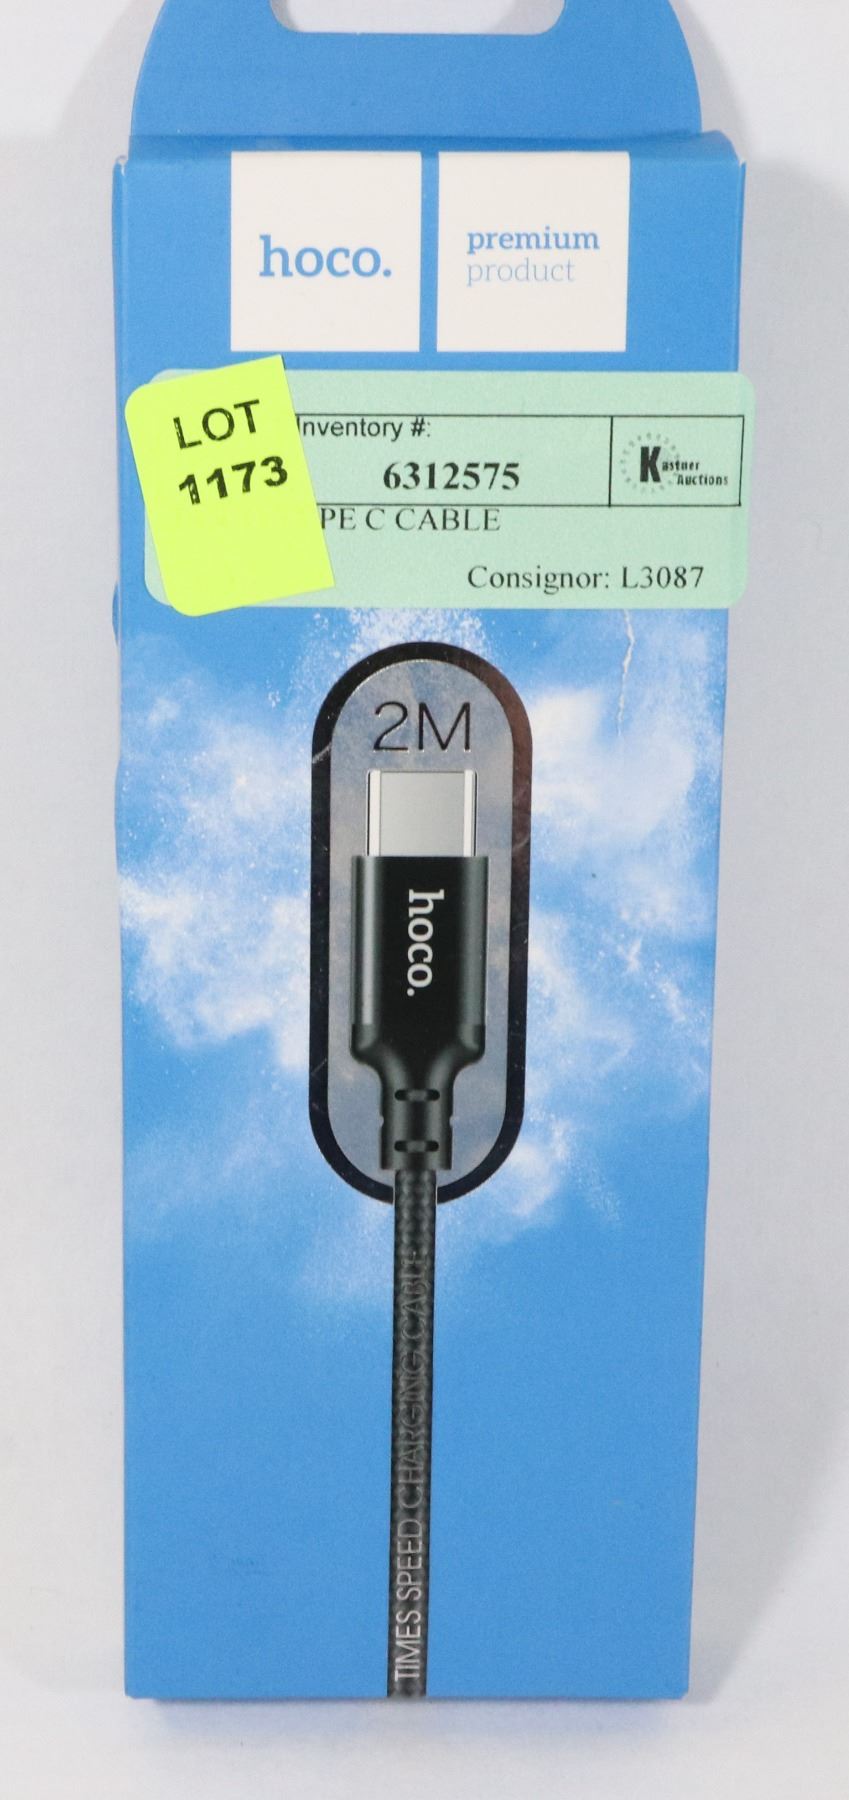 hoco.
premium
product
LOT
1173
Inventory #:
6312575
Kastner
Auctions
PE C CABLE
Consignor: L3087
2M
hoco.
TIMES SPEED CHARGING CABLE